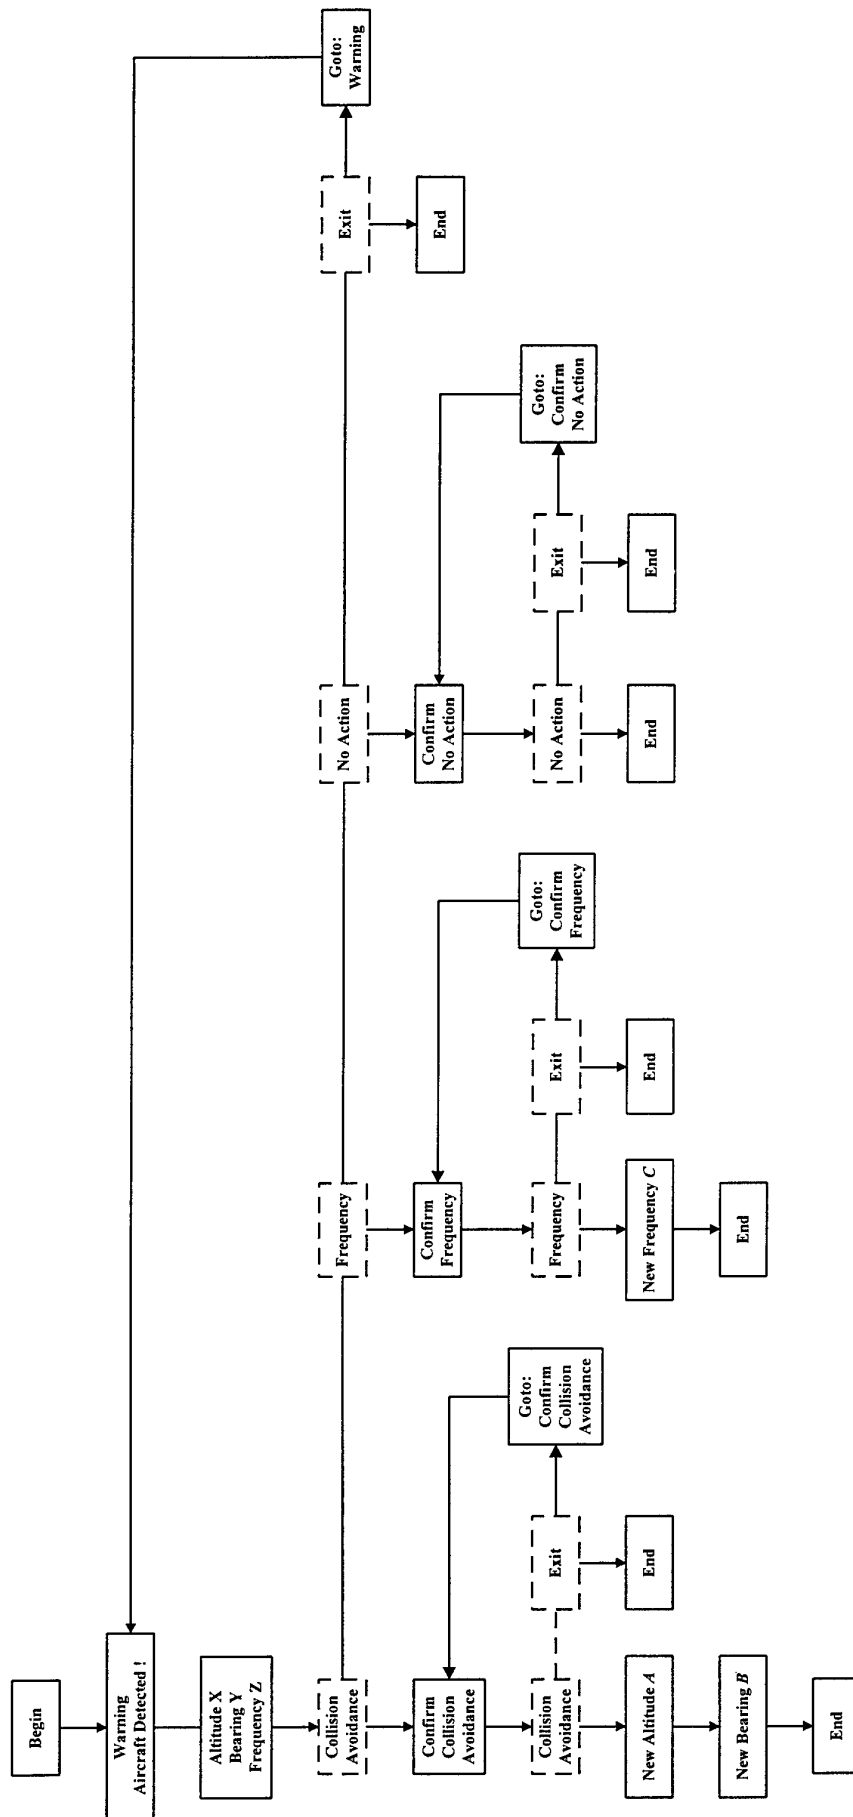 Begin
Warning
Aircraft Detected !
Altitude X
Bearing Y
Frequency Z
Collision
Avoidance
Frequency
No Action
Exit
Goto:
Warning
Confirm
Collision
Avoidance
Confirm
Frequency
Confirm
No Action
End
Collision
Avoidance
Exit
Goto:
Confirm
Collision
Avoidance
Frequency
Exit
Goto:
Confirm
Frequency
No Action
Exit
Goto:
Confirm
No Action
New Altitude A
End
New Frequency C
End
End
End
New Bearing B
End
End